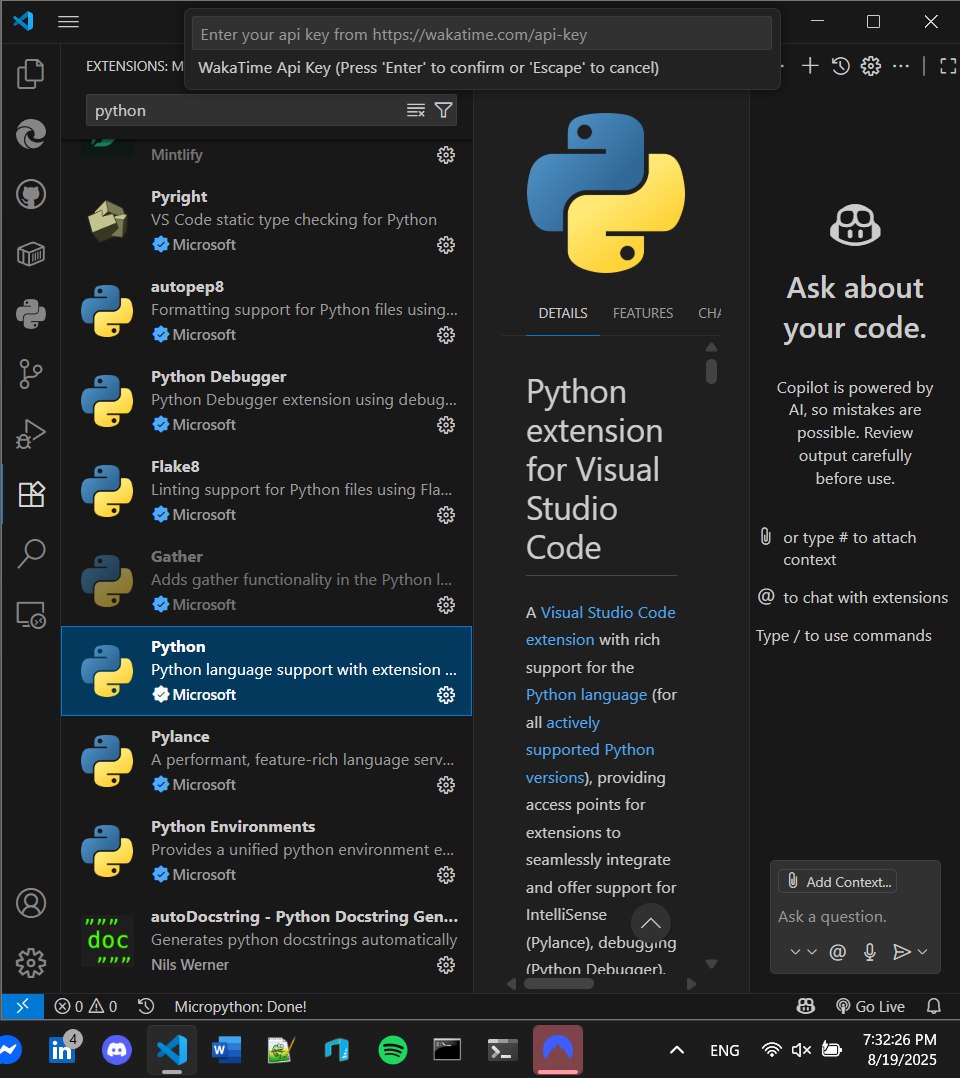 Enter your api key from https://wakatime.com/api-key
WakaTime Api Key (Press 'Enter' to confirm or 'Escape' to cancel)
EXTENSIONS: M
python
Mintlify
Pyright
VS Code static type checking for Python
Microsoft
autopep8
Formatting support for Python files using...
Microsoft
Python Debugger
Python Debugger extension using debug...
Microsoft
Flake8
Linting support for Python files using Fla...
Microsoft
Gather
Adds gather functionality in the Python l...
Microsoft
Python
Python language support with extension ...
Microsoft
Pylance
A performant, feature-rich language serv...
Microsoft
Python Environments
Provides a unified python environment e...
Microsoft
"""
doc
"""
autoDocstring - Python Docstring Gen...
Generates python docstrings automatically
Nils Werner
DETAILS FEATURES CHA
Python
extension
for Visual
Studio
Code
A Visual Studio Code
extension with rich
support for the
Python language (for
all actively
supported Python
versions), providing
access points for
extensions to
seamlessly integrate
and offer support for
IntelliSense
(Pylance), debugging
(Python Debugger),
Ask about
your code.
Copilot is powered by
AI, so mistakes are
possible. Review
output carefully
before use.
or type # to attach
context
@ to chat with extensions
Type / to use commands
Add Context...
Ask a question.
@
0 0 Micropython: Done! Go Live
in 4 W ENG 7:32:26 PM
8/19/2025